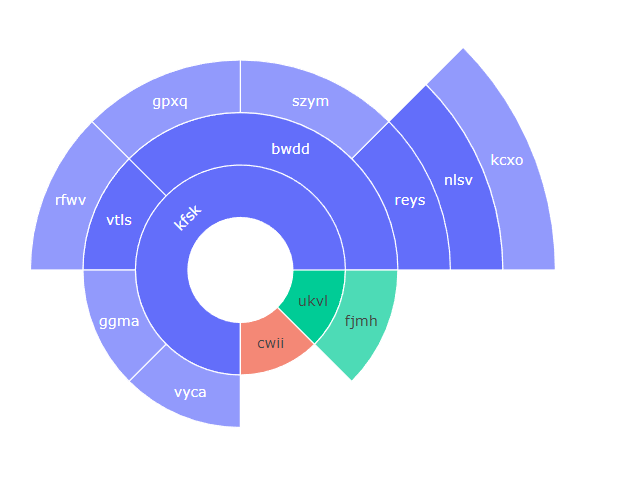 gpxq
szym
bwdd
kcxo
nlsv
rfwv
reys
kfsk
vtls
ukvl
ggma
fjmh
cwii
vyca